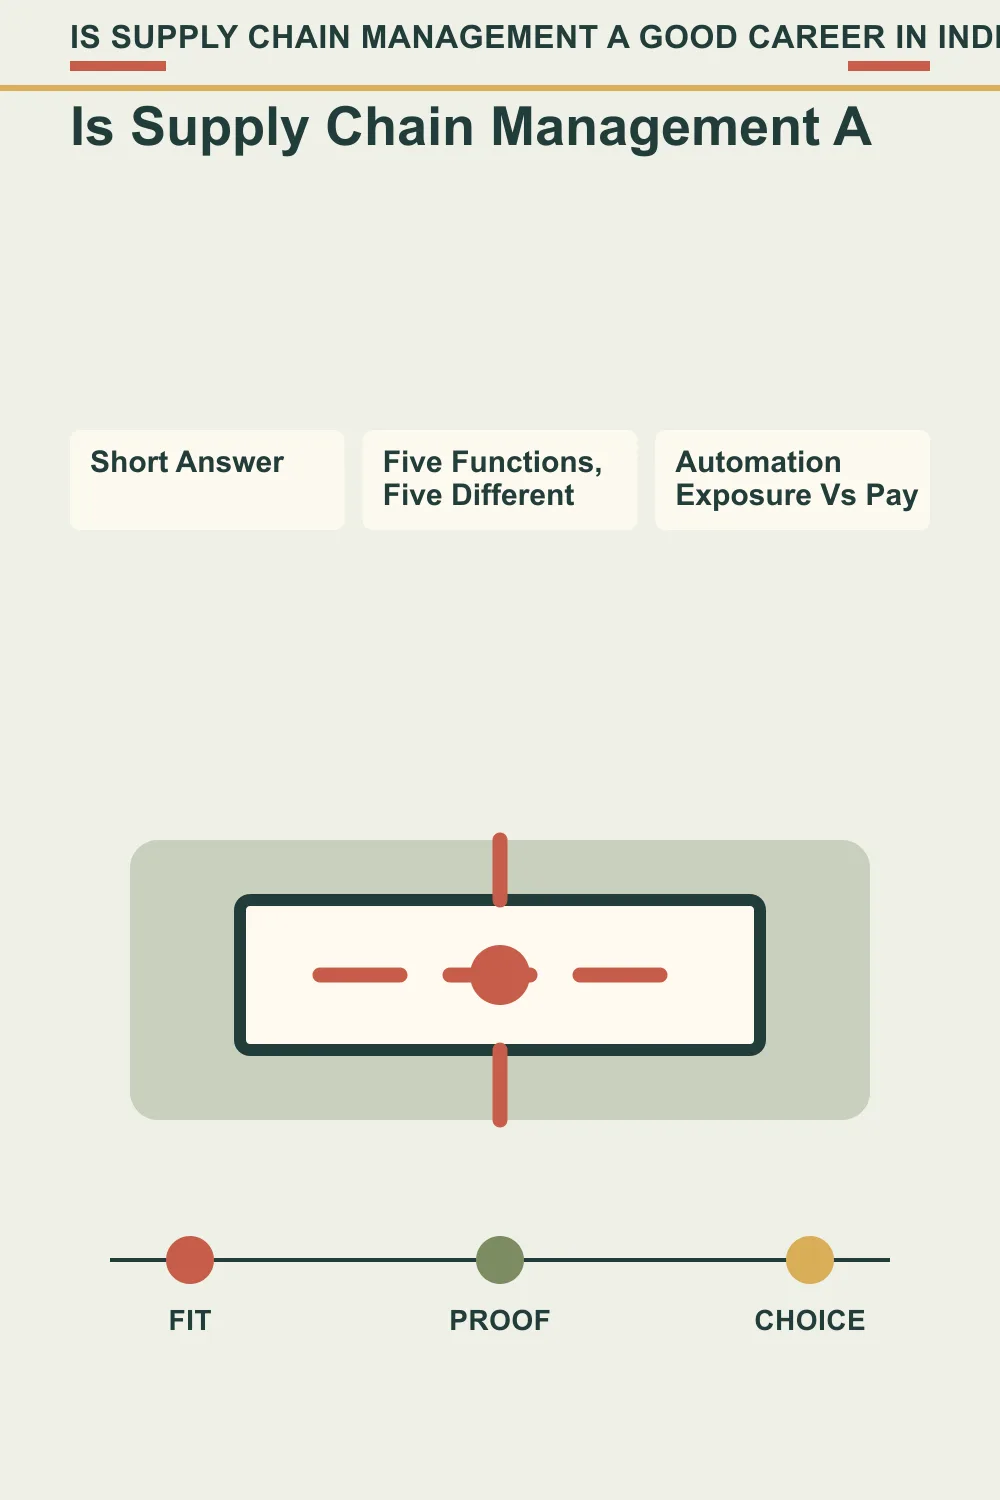 IS SUPPLY CHAIN MANAGEMENT A GOOD CAREER IN INDI
Is Supply Chain Management A
Short Answer
Five Functions,
Five Different
Automation
Exposure Vs Pay
FIT
PROOF
CHOICE